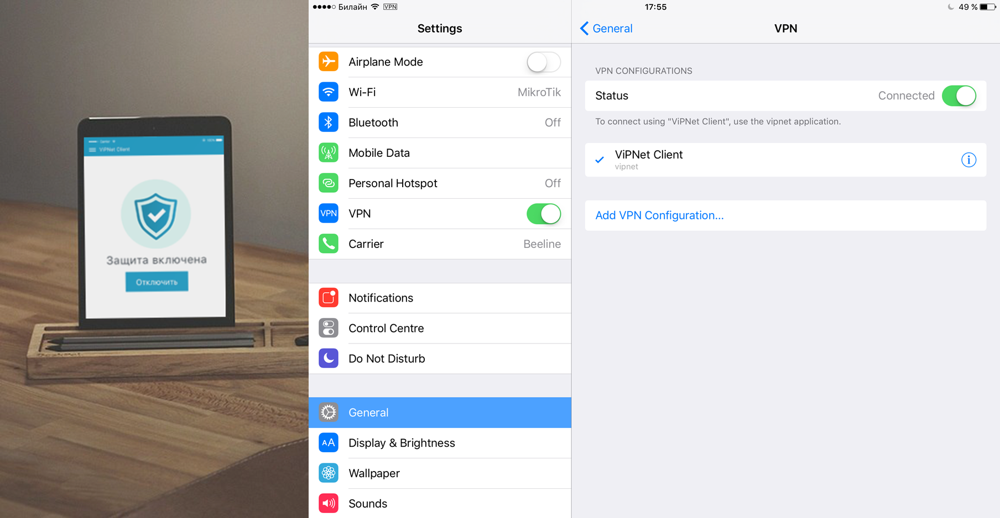 ViPNet Client
Защита включена
Отключить
Билайн VPN
Settings
Airplane Mode
Wi-Fi MikroTik
Bluetooth Off
Mobile Data
Personal Hotspot Off
VPN VPN
Carrier Beeline
Notifications
Control Centre
Do Not Disturb
General
AA Display & Brightness
Wallpaper
Sounds
17:55 49 %
General VPN
VPN CONFIGURATIONS
Status Connected
To connect using "ViPNet Client", use the vipnet application.
ViPNet Client
vipnet
Add VPN Configuration...